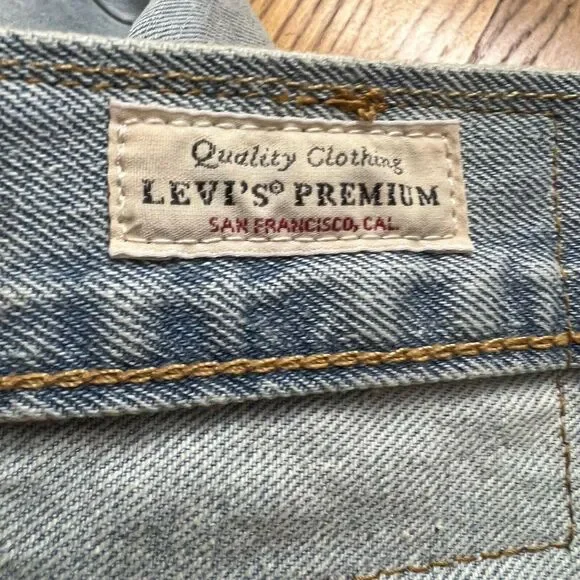 Quality Clothing
LEVI'S® PREMIUM
SAN FRANCISCO, CAL.